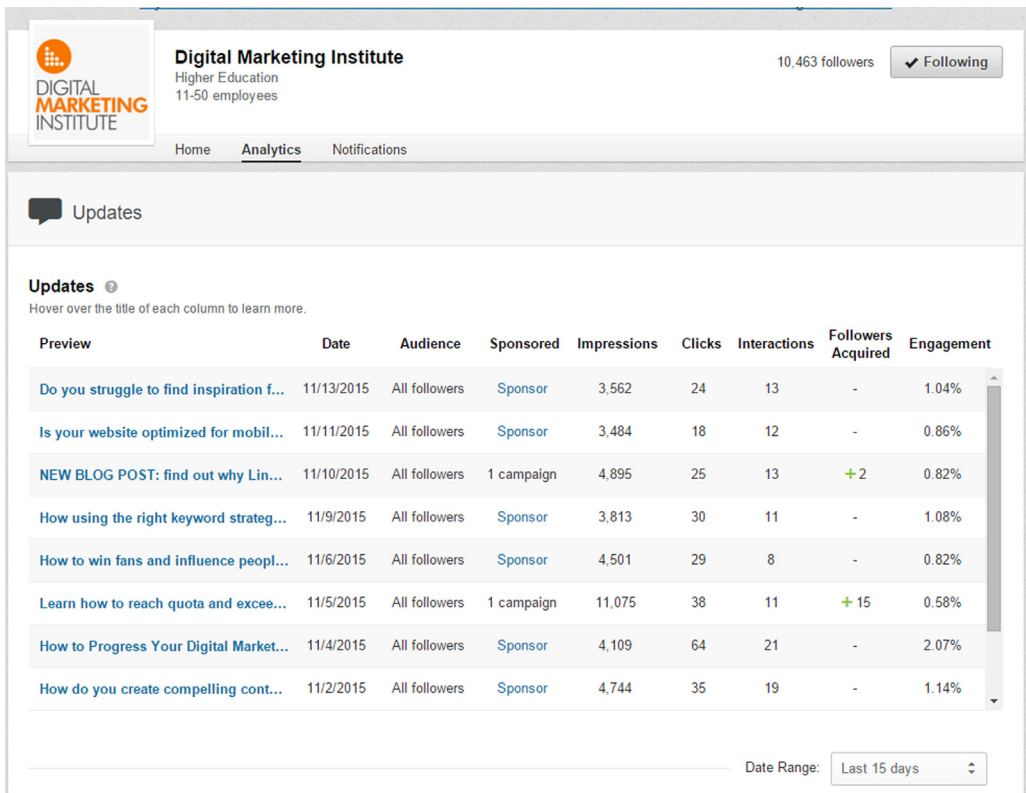 DIGITAL
MARKETING
INSTITUTE
Digital Marketing Institute
Higher Education
11-50 employees
10,463 followers
Following
Home Analytics Notifications
Updates
Updates
Hover over the title of each column to learn more.
Preview Date Audience Sponsored Impressions Clicks Interactions Followers Acquired Engagement
Do you struggle to find inspiration f... 11/13/2015 All followers Sponsor 3,562 24 13 - 1.04%
Is your website optimized for mobil... 11/11/2015 All followers Sponsor 3,484 18 12 - 0.86%
NEW BLOG POST: find out why Lin... 11/10/2015 All followers 1 campaign 4,895 25 13 +2 0.82%
How using the right keyword strateg... 11/9/2015 All followers Sponsor 3,813 30 11 - 1.08%
How to win fans and influence peopl... 11/6/2015 All followers Sponsor 4,501 29 8 - 0.82%
Learn how to reach quota and excee... 11/5/2015 All followers 1 campaign 11,075 38 11 +15 0.58%
How to Progress Your Digital Market... 11/4/2015 All followers Sponsor 4,109 64 21 - 2.07%
How do you create compelling cont... 11/2/2015 All followers Sponsor 4,744 35 19 - 1.14%
Date Range: Last 15 days